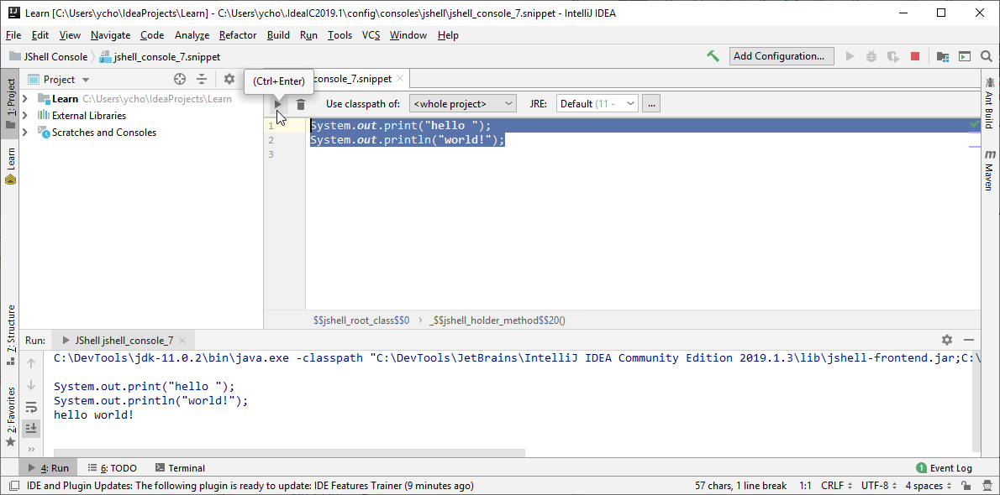 Learn [C:\Users\ycho\IdeaProjects\Learn] - C:\Users\ycho\.IdealC2019.1\config\consoles\jshell\jshell_console_7.snippet - IntelliJ IDEA
File Edit View Navigate Code Analyze Refactor Build Run Tools VCS Window Help
JShell Console jshell_console_7.snippet Add Configuration...
Project console_7.snippet
(Ctrl+Enter)
Learn C:\Users\ycho\IdeaProjects\Learn
External Libraries
Scratches and Consoles
Use classpath of: <whole project> JRE: Default (11 - ...
1 System.out.print("hello ");
2 System.out.println("world!");
3
$$jshell_root_class$$0 › _$$jshell_holder_method$$20()
1: Project
Learn
7: Structure
2: Favorites
Ant Build
m Maven
Run: JShell jshell_console_7
C:\DevTools\jdk-11.0.2\bin\java.exe -classpath "C:\DevTools\JetBrains\IntelliJ IDEA Community Edition 2019.1.3\lib\jshell-frontend.jar;C:\
System.out.print("hello ");
System.out.println("world!");
hello world!
4: Run 6: TODO Terminal 1 Event Log
IDE and Plugin Updates: The following plugin is ready to update: IDE Features Trainer (9 minutes ago) 57 chars, 1 line break 1:1 CRLF UTF-8 4 spaces